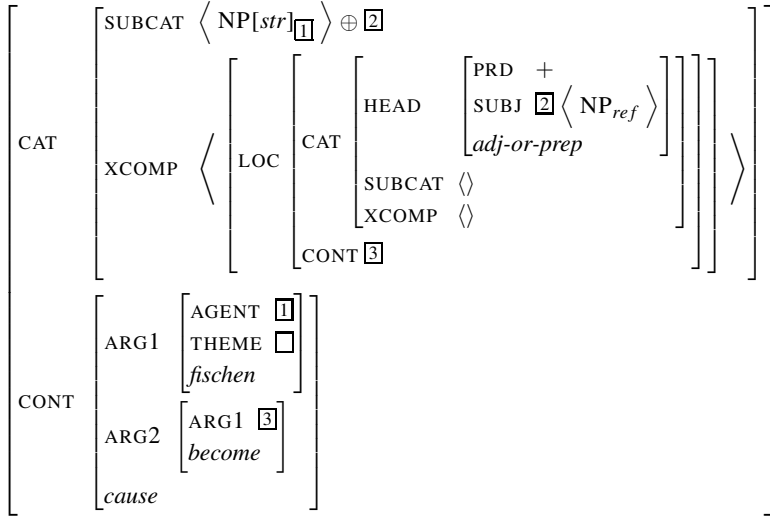 SUBCAT ⟨ NP[str]1 ⟩ ⊕ 2
PRD +
HEAD SUBJ 2 ⟨ NPref ⟩
CAT adj-or-prep
CAT XCOMP ⟨ LOC ⟩
SUBCAT ⟨⟩
XCOMP ⟨⟩
CONT 3
AGENT 1
ARG1 THEME □
fischen
CONT
ARG2 ARG1 3
become
cause